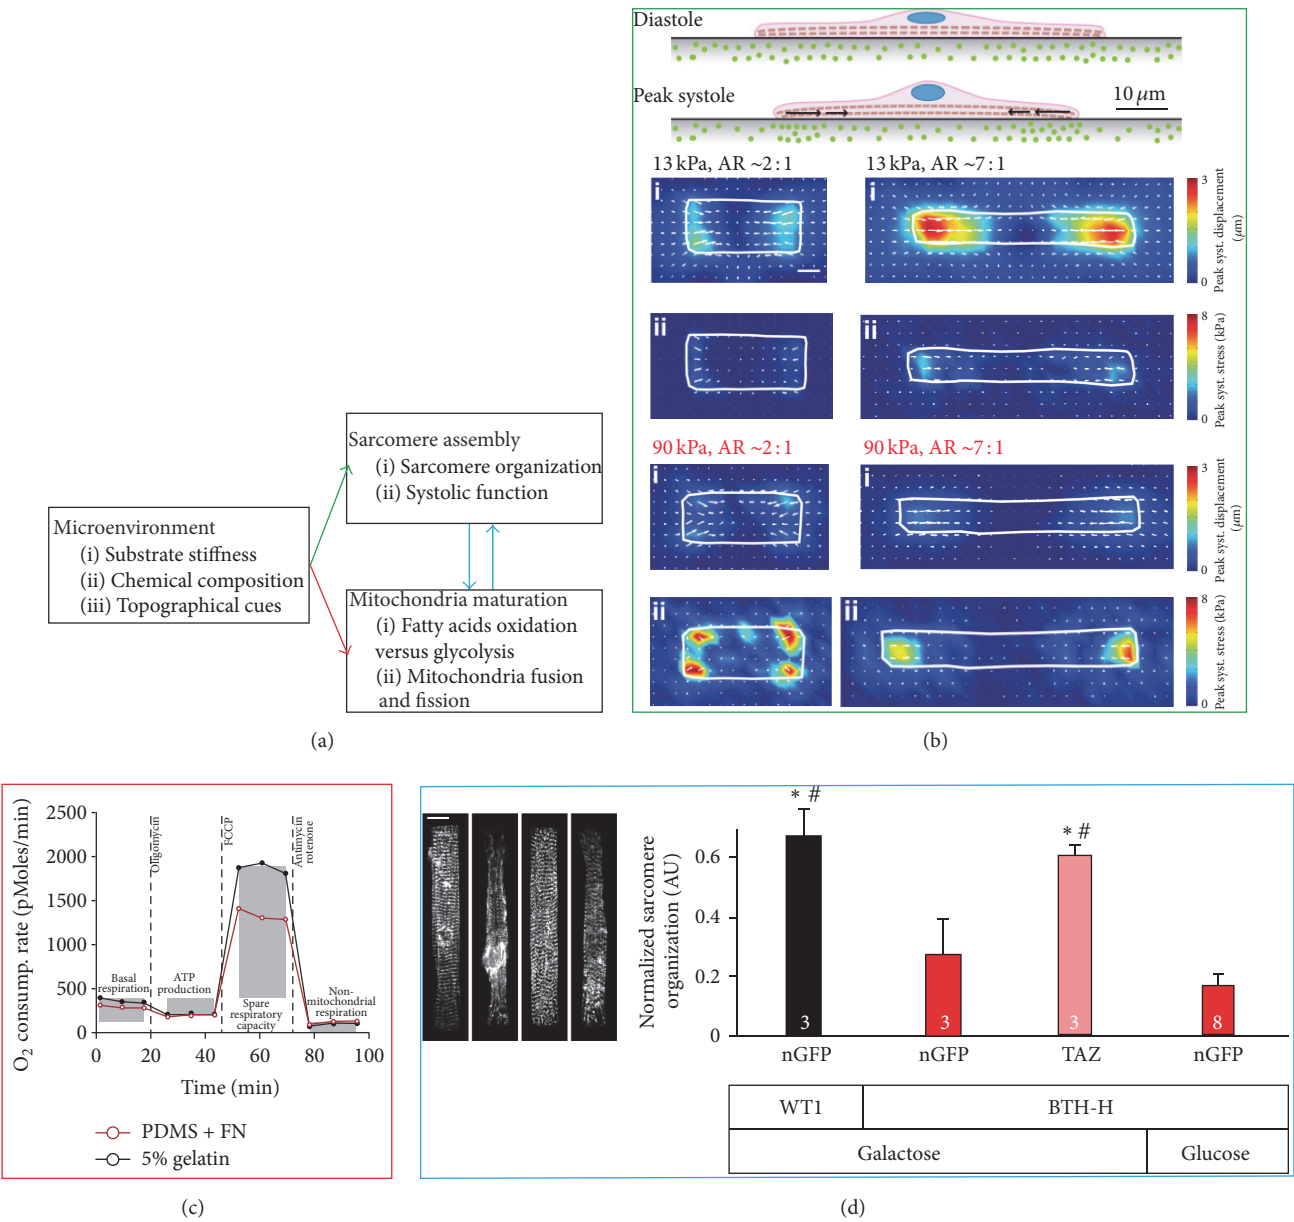 Microenvironment
(i) Substrate stiffness
(ii) Chemical composition
(iii) Topographical cues
Sarcomere assembly
(i) Sarcomere organization
(ii) Systolic function
Mitochondria maturation
(i) Fatty acids oxidation
versus glycolysis
(ii) Mitochondria fusion
and fission
(a)
Diastole
Peak systole
10 μm
13 kPa, AR ~2 : 1
13 kPa, AR ~7 : 1
i
i
3
0
Peak syst. displacement
(μm)
ii
ii
8
0
Peak syst. stress (kPa)
90 kPa, AR ~2 : 1
90 kPa, AR ~7 : 1
i
i
3
0
Peak syst. displacement
(μm)
ii
ii
8
0
Peak syst. stress (kPa)
(b)
O2 consump. rate (pMoles/min)
2500
2000
1500
1000
500
0
Oligomycin
FCCP
Antimycin
rotenone
Basal
respiration
ATP
production
Spare
respiratory
capacity
Non-
mitochondrial
respiration
0 20 40 60 80 100
Time (min)
PDMS + FN
5% gelatin
(c)
Normalized sarcomere
organization (AU)
0.6
0.4
0.2
0
* #
* #
3
3
3
8
nGFP nGFP TAZ nGFP
WT1 BTH-H
Galactose Glucose
(d)